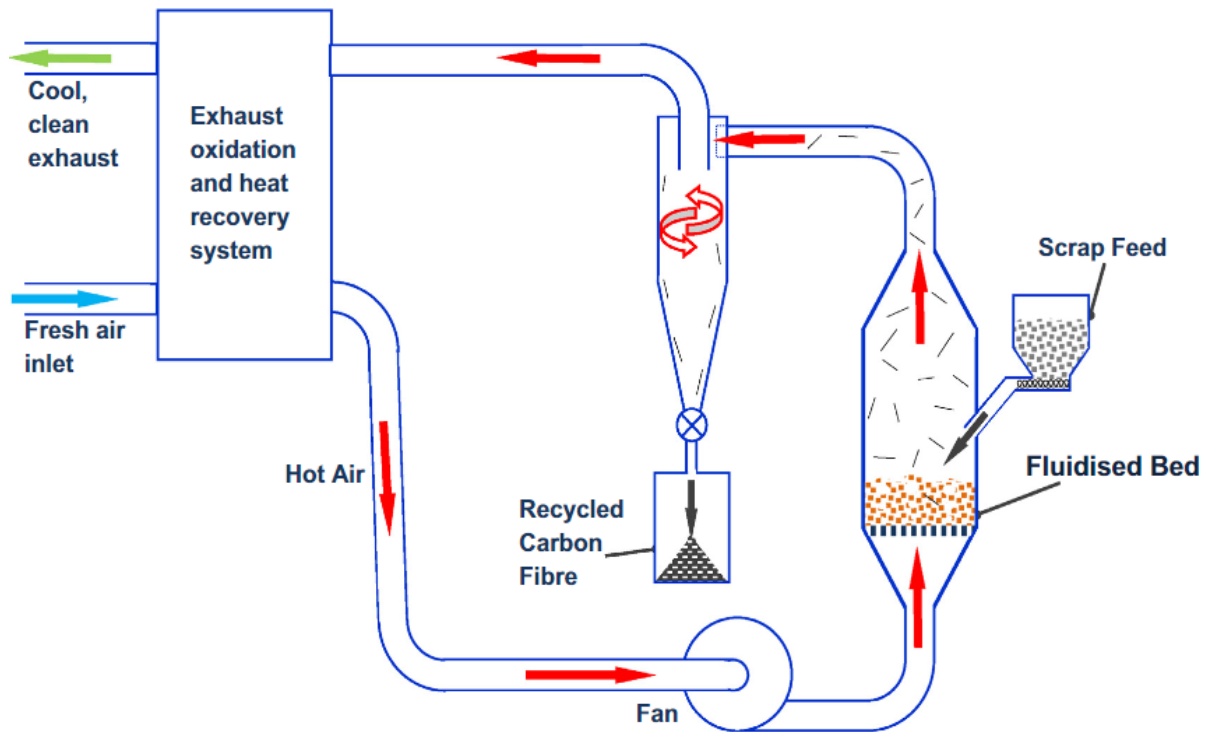 Cool,
clean
exhaust
Exhaust
oxidation
and heat
recovery
system
Fresh air
inlet
Scrap Feed
Hot Air
Fluidised Bed
Recycled
Carbon
Fibre
Fan